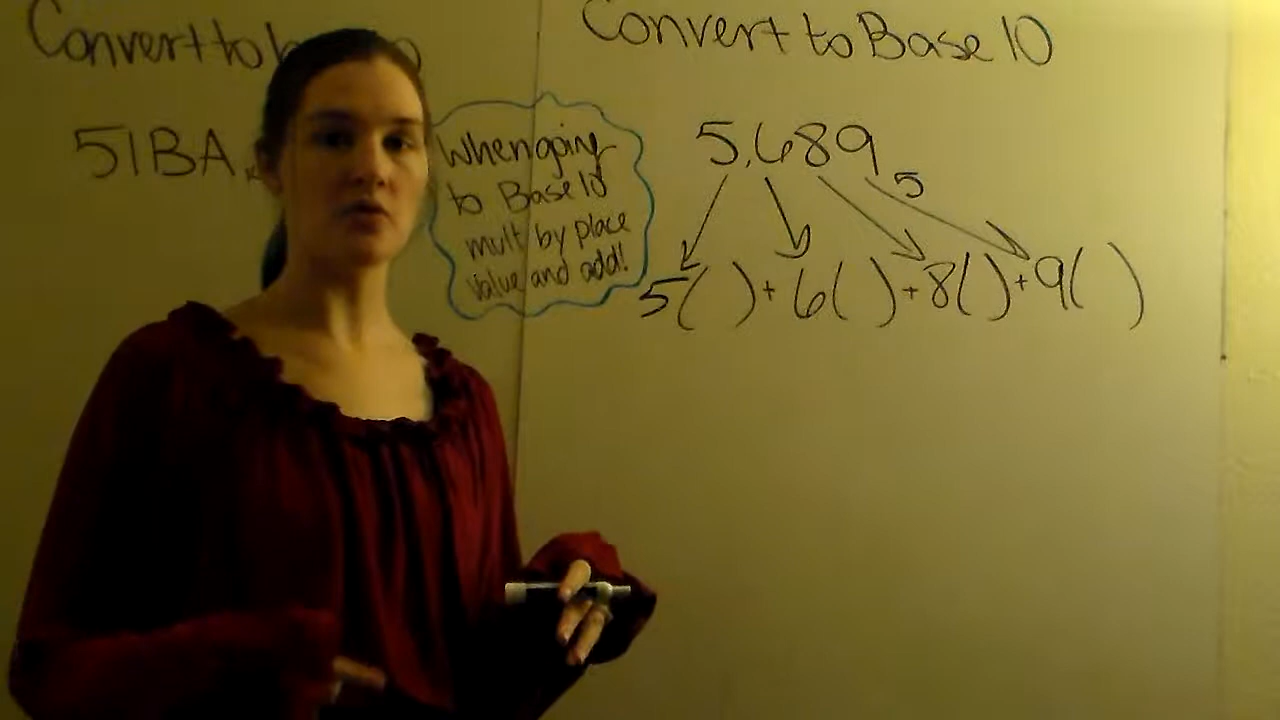 Convert to
51BA
When going
to Base 10
mult by place
value and add!
Convert to Base 10
5,689
5
5( ) + 6( ) + 8( ) + 9( )